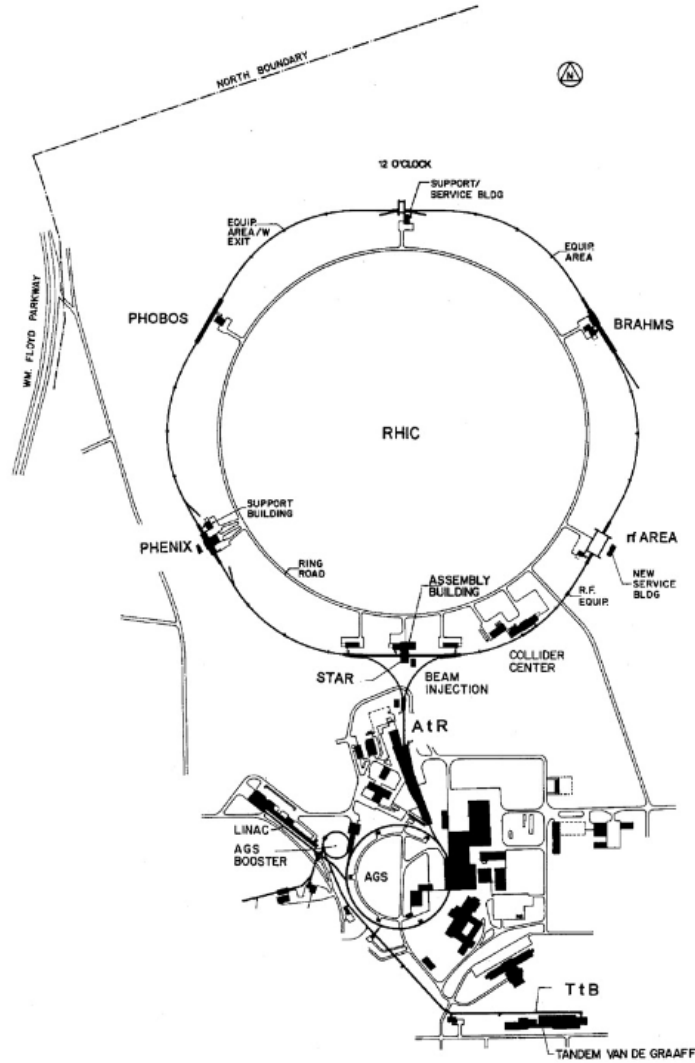 NORTH BOUNDARY
N
12 O'CLOCK
SUPPORT/
SERVICE BLDG
EQUIP.
AREA/W
EXIT
EQUIP.
AREA
WM. FLOYD PARKWAY
PHOBOS
BRAHMS
RHIC
SUPPORT
BUILDING
PHENIX
rf AREA
RING
ROAD
ASSEMBLY
BUILDING
NEW
SERVICE
BLDG
R.F.
EQUIP.
COLLIDER
CENTER
STAR
BEAM
INJECTION
AtR
LINAC
AGS
BOOSTER
AGS
TtB
TANDEM VAN DE GRAAFF